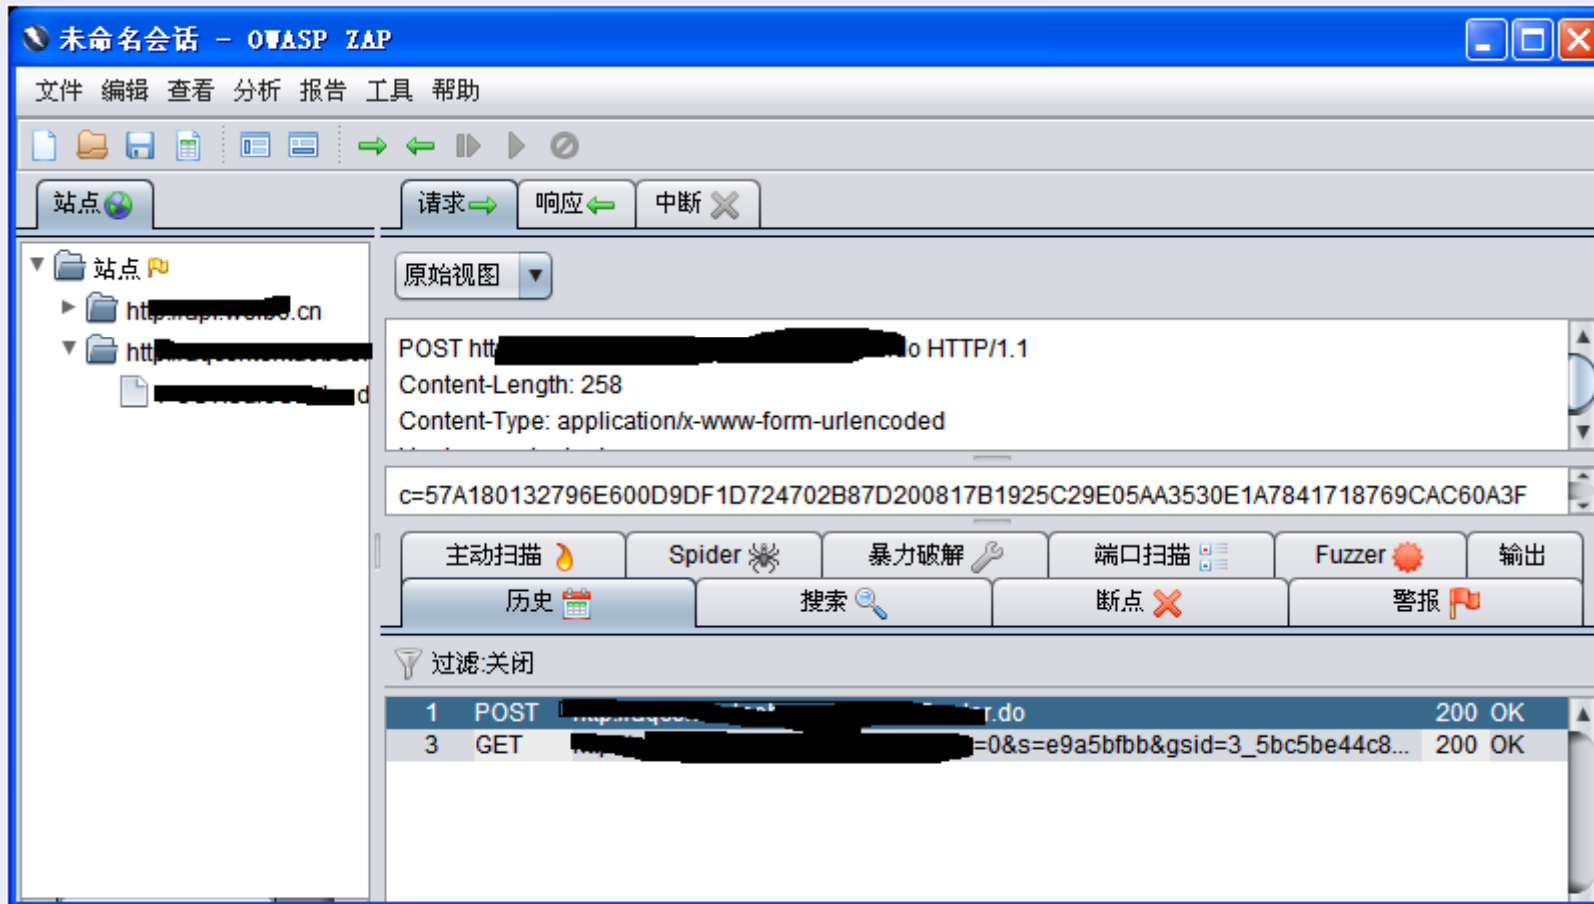 未命名会话 - OWASP ZAP
文件 编辑 查看 分析 报告 工具 帮助
站点
请求 响应 中断
站点
原始视图
htt .cn
htt
d
POST htt o HTTP/1.1
Content-Length: 258
Content-Type: application/x-www-form-urlencoded
c=57A180132796E600D9DF1D724702B87D200817B1925C29E05AA3530E1A7841718769CAC60A3F
主动扫描 Spider 暴力破解 端口扫描 Fuzzer 输出
历史 搜索 断点 警报
过滤:关闭
1 POST r.do 200 OK
3 GET =0&s=e9a5bfbb&gsid=3_5bc5be44c8... 200 OK